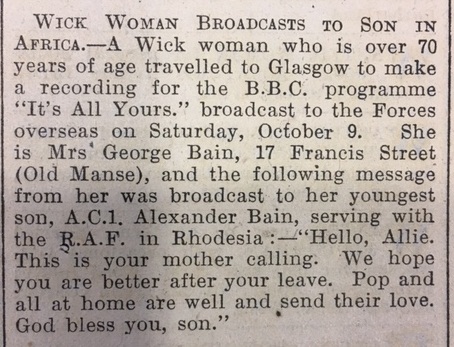 Wick Woman Broadcasts to Son in
Africa.—A Wick woman who is over 70
years of age travelled to Glasgow to make
a recording for the B.B.C. programme
"It's All Yours." broadcast to the Forces
overseas on Saturday, October 9. She
is Mrs George Bain, 17 Francis Street
(Old Manse), and the following message
from her was broadcast to her youngest
son, A.C.1. Alexander Bain, serving with
the R.A.F. in Rhodesia:—"Hello, Allie.
This is your mother calling. We hope
you are better after your leave. Pop and
all at home are well and send their love.
God bless you, son."